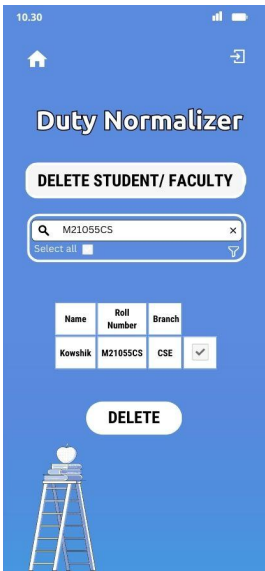 10.30
Duty Normalizer
DELETE STUDENT/ FACULTY
M21055CS ×
Select all
Name Roll Number Branch
Kowshik M21055CS CSE
DELETE